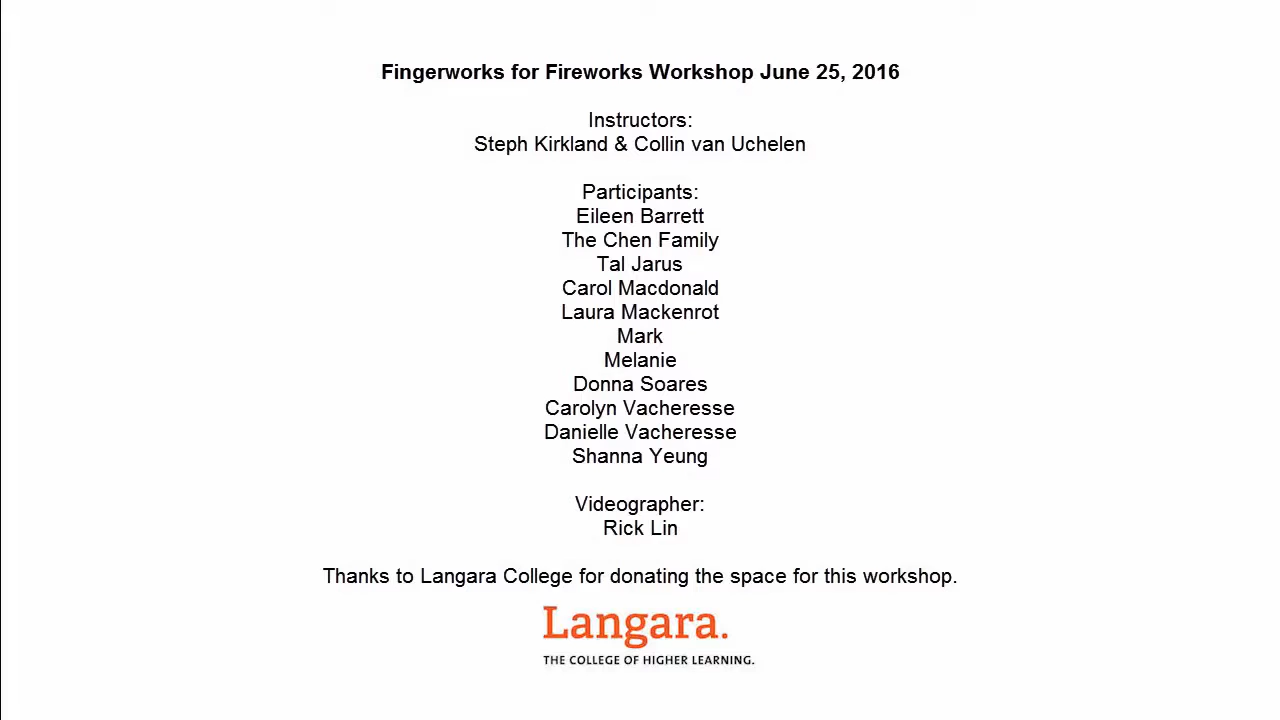 Fingerworks for Fireworks Workshop June 25, 2016
Instructors:
Steph Kirkland & Collin van Uchelen
Participants:
Eileen Barrett
The Chen Family
Tal Jarus
Carol Macdonald
Laura Mackenrot
Mark
Melanie
Donna Soares
Carolyn Vacheresse
Danielle Vacheresse
Shanna Yeung
Videographer:
Rick Lin
Thanks to Langara College for donating the space for this workshop.
Langara.
THE COLLEGE OF HIGHER LEARNING.